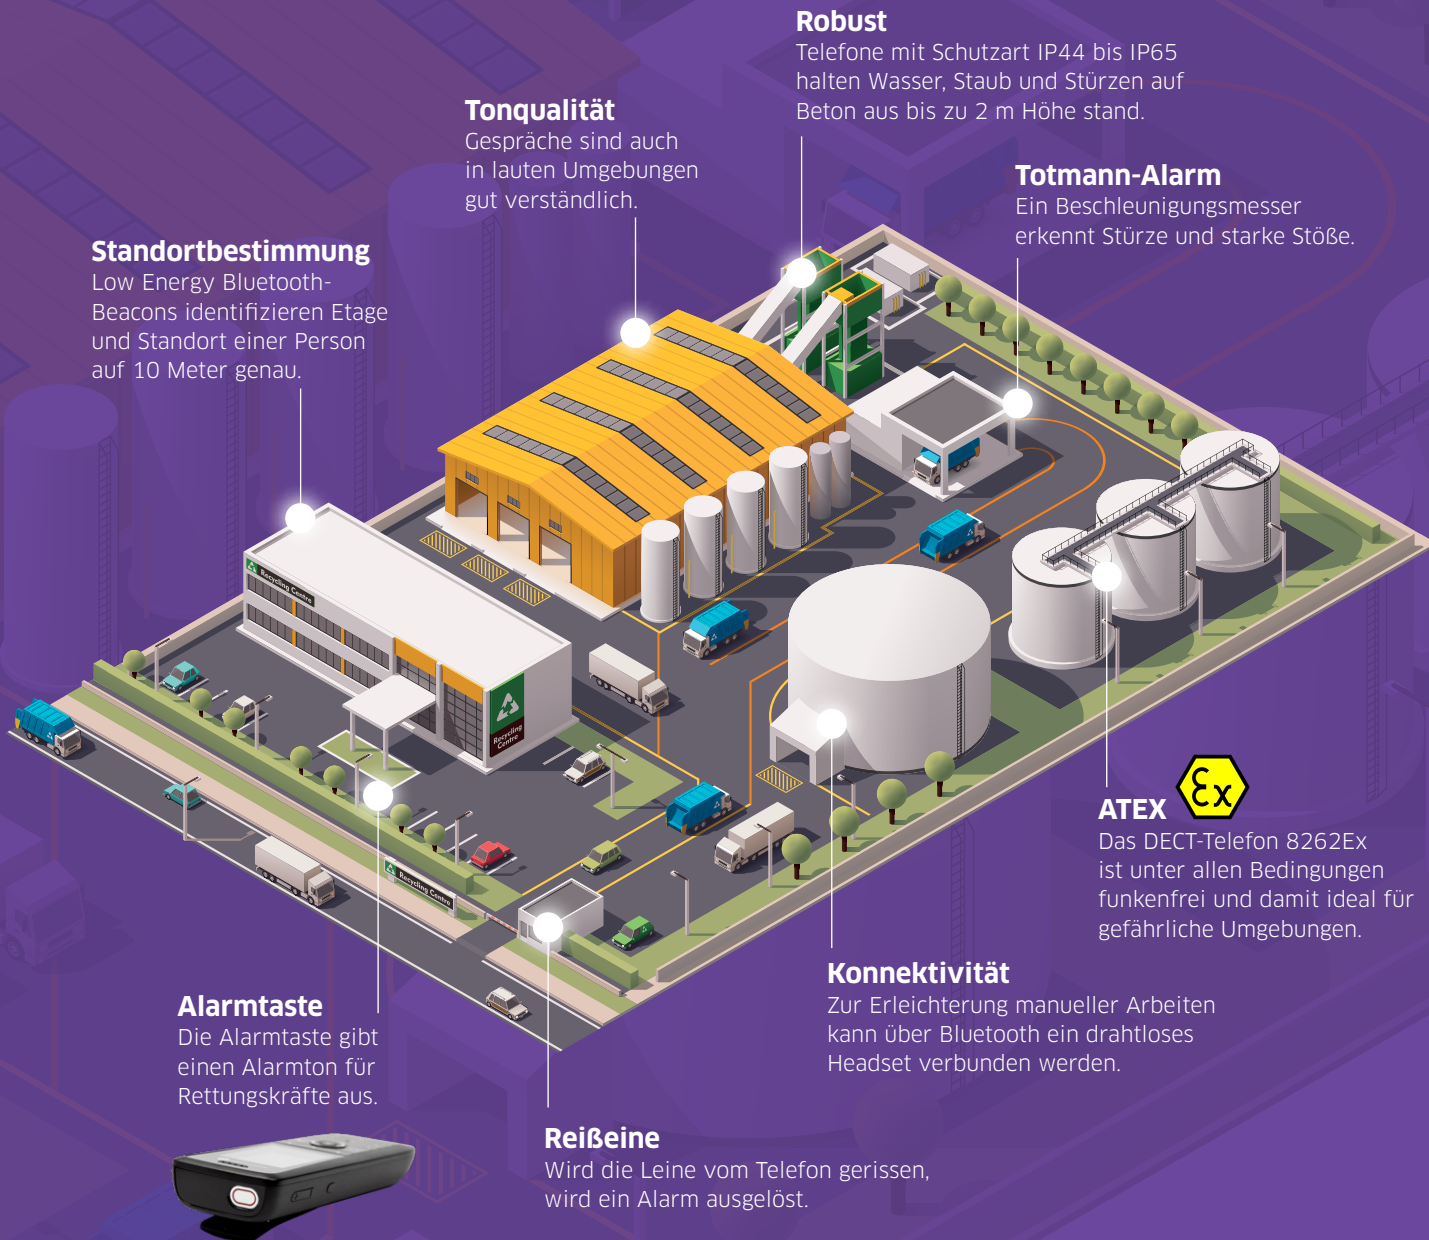 Robust
Telefone mit Schutzart IP44 bis IP65
halten Wasser, Staub und Stürzen auf
Beton aus bis zu 2 m Höhe stand.
Tonqualität
Gespräche sind auch
in lauten Umgebungen
gut verständlich.
Totmann-Alarm
Ein Beschleunigungsmesser
erkennt Stürze und starke Stöße.
Standortbestimmung
Low Energy Bluetooth-
Beacons identifizieren Etage
und Standort einer Person
auf 10 Meter genau.
Recycling Centre
Recycling
Centre
Recycling Centre
ATEX
Ex
Das DECT-Telefon 8262Ex
ist unter allen Bedingungen
funkenfrei und damit ideal für
gefährliche Umgebungen.
Konnektivität
Zur Erleichterung manueller Arbeiten
kann über Bluetooth ein drahtloses
Headset verbunden werden.
Alarmtaste
Die Alarmtaste gibt
einen Alarmton für
Rettungskräfte aus.
Reißeine
Wird die Leine vom Telefon gerissen,
wird ein Alarm ausgelöst.